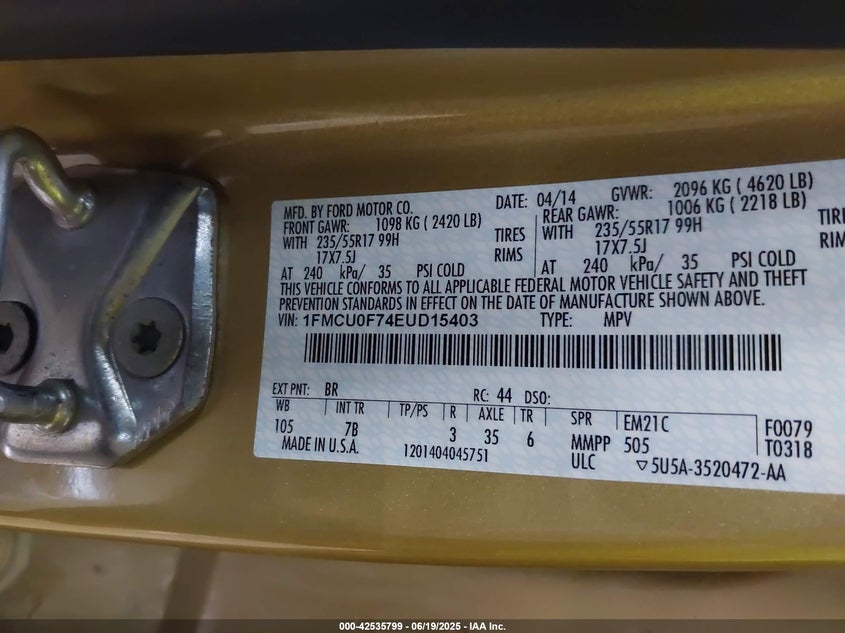 MFD. BY FORD MOTOR CO. DATE: 04/14 GVWR: 2096 KG ( 4620 LB)
FRONT GAWR: 1098 KG ( 2420 LB) REAR GAWR: 1006 KG ( 2218 LB)
WITH 235/55R17 99H TIRES WITH 235/55R17 99H TIRE
17X7.5J RIMS 17X7.5J RIM
AT 240 kPa/ 35 PSI COLD AT 240 kPa/ 35 PSI COLD
THIS VEHICLE CONFORMS TO ALL APPLICABLE FEDERAL MOTOR VEHICLE SAFETY AND THEFT
PREVENTION STANDARDS IN EFFECT ON THE DATE OF MANUFACTURE SHOWN ABOVE.
VIN: 1FMCU0F74EUD15403 TYPE: MPV
EXT PNT: BR RC: 44 DSO:
WB INT TR TP/PS R AXLE TR SPR EM21C F0079
105 7B 3 35 6 MMPP 505 T0318
MADE IN U.S.A. 1201404045751 ULC ▽5U5A-3520472-AA
000-42535799 - 06/19/2025 - IAA Inc.